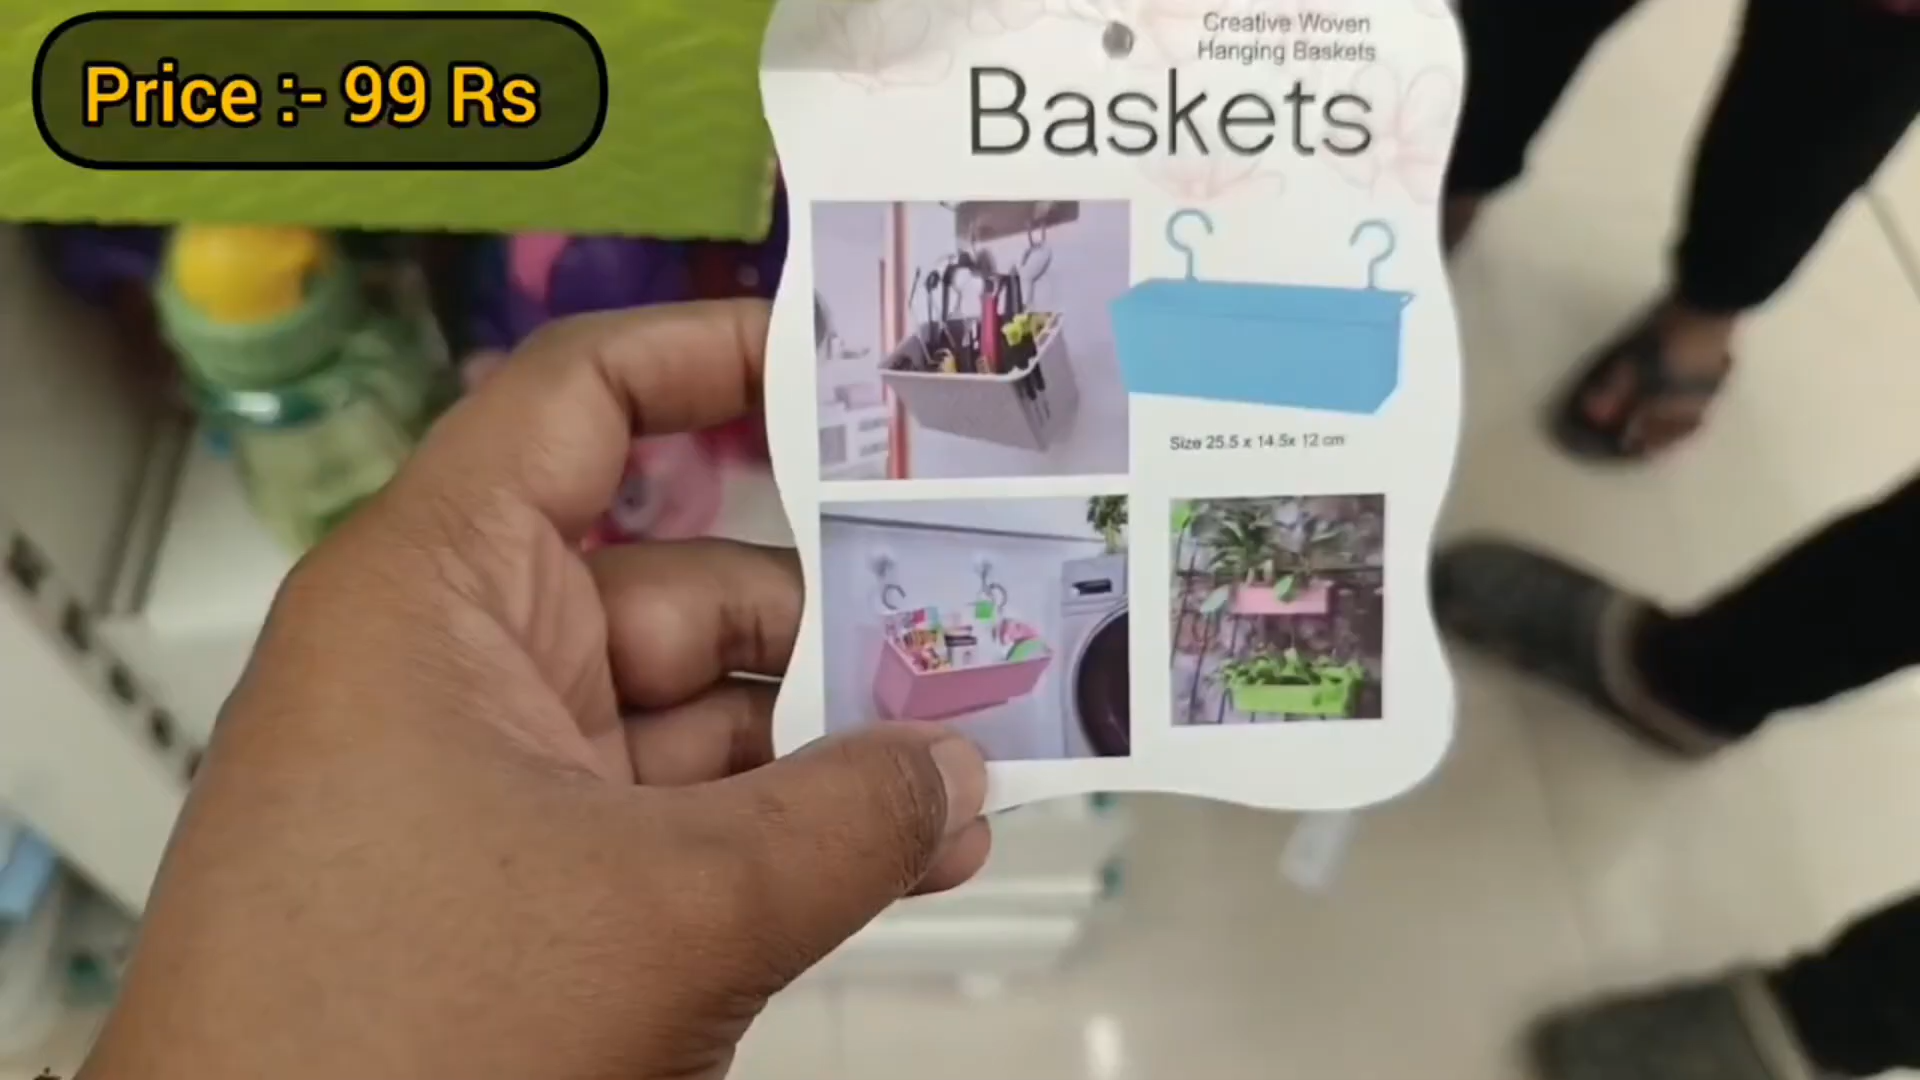 Price :- 99 Rs
Creative Woven
Hanging Baskets
Baskets
Size 25.5 x 14.5x 12 cm